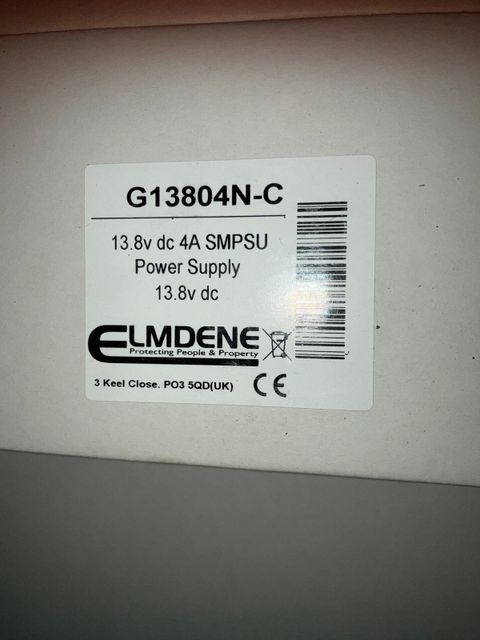 G13804N-C
13.8v dc 4A SMPSU
Power Supply
13.8v dc
ELMDENE
Protecting People & Property
3 Keel Close. PO3 5QD(UK) CE